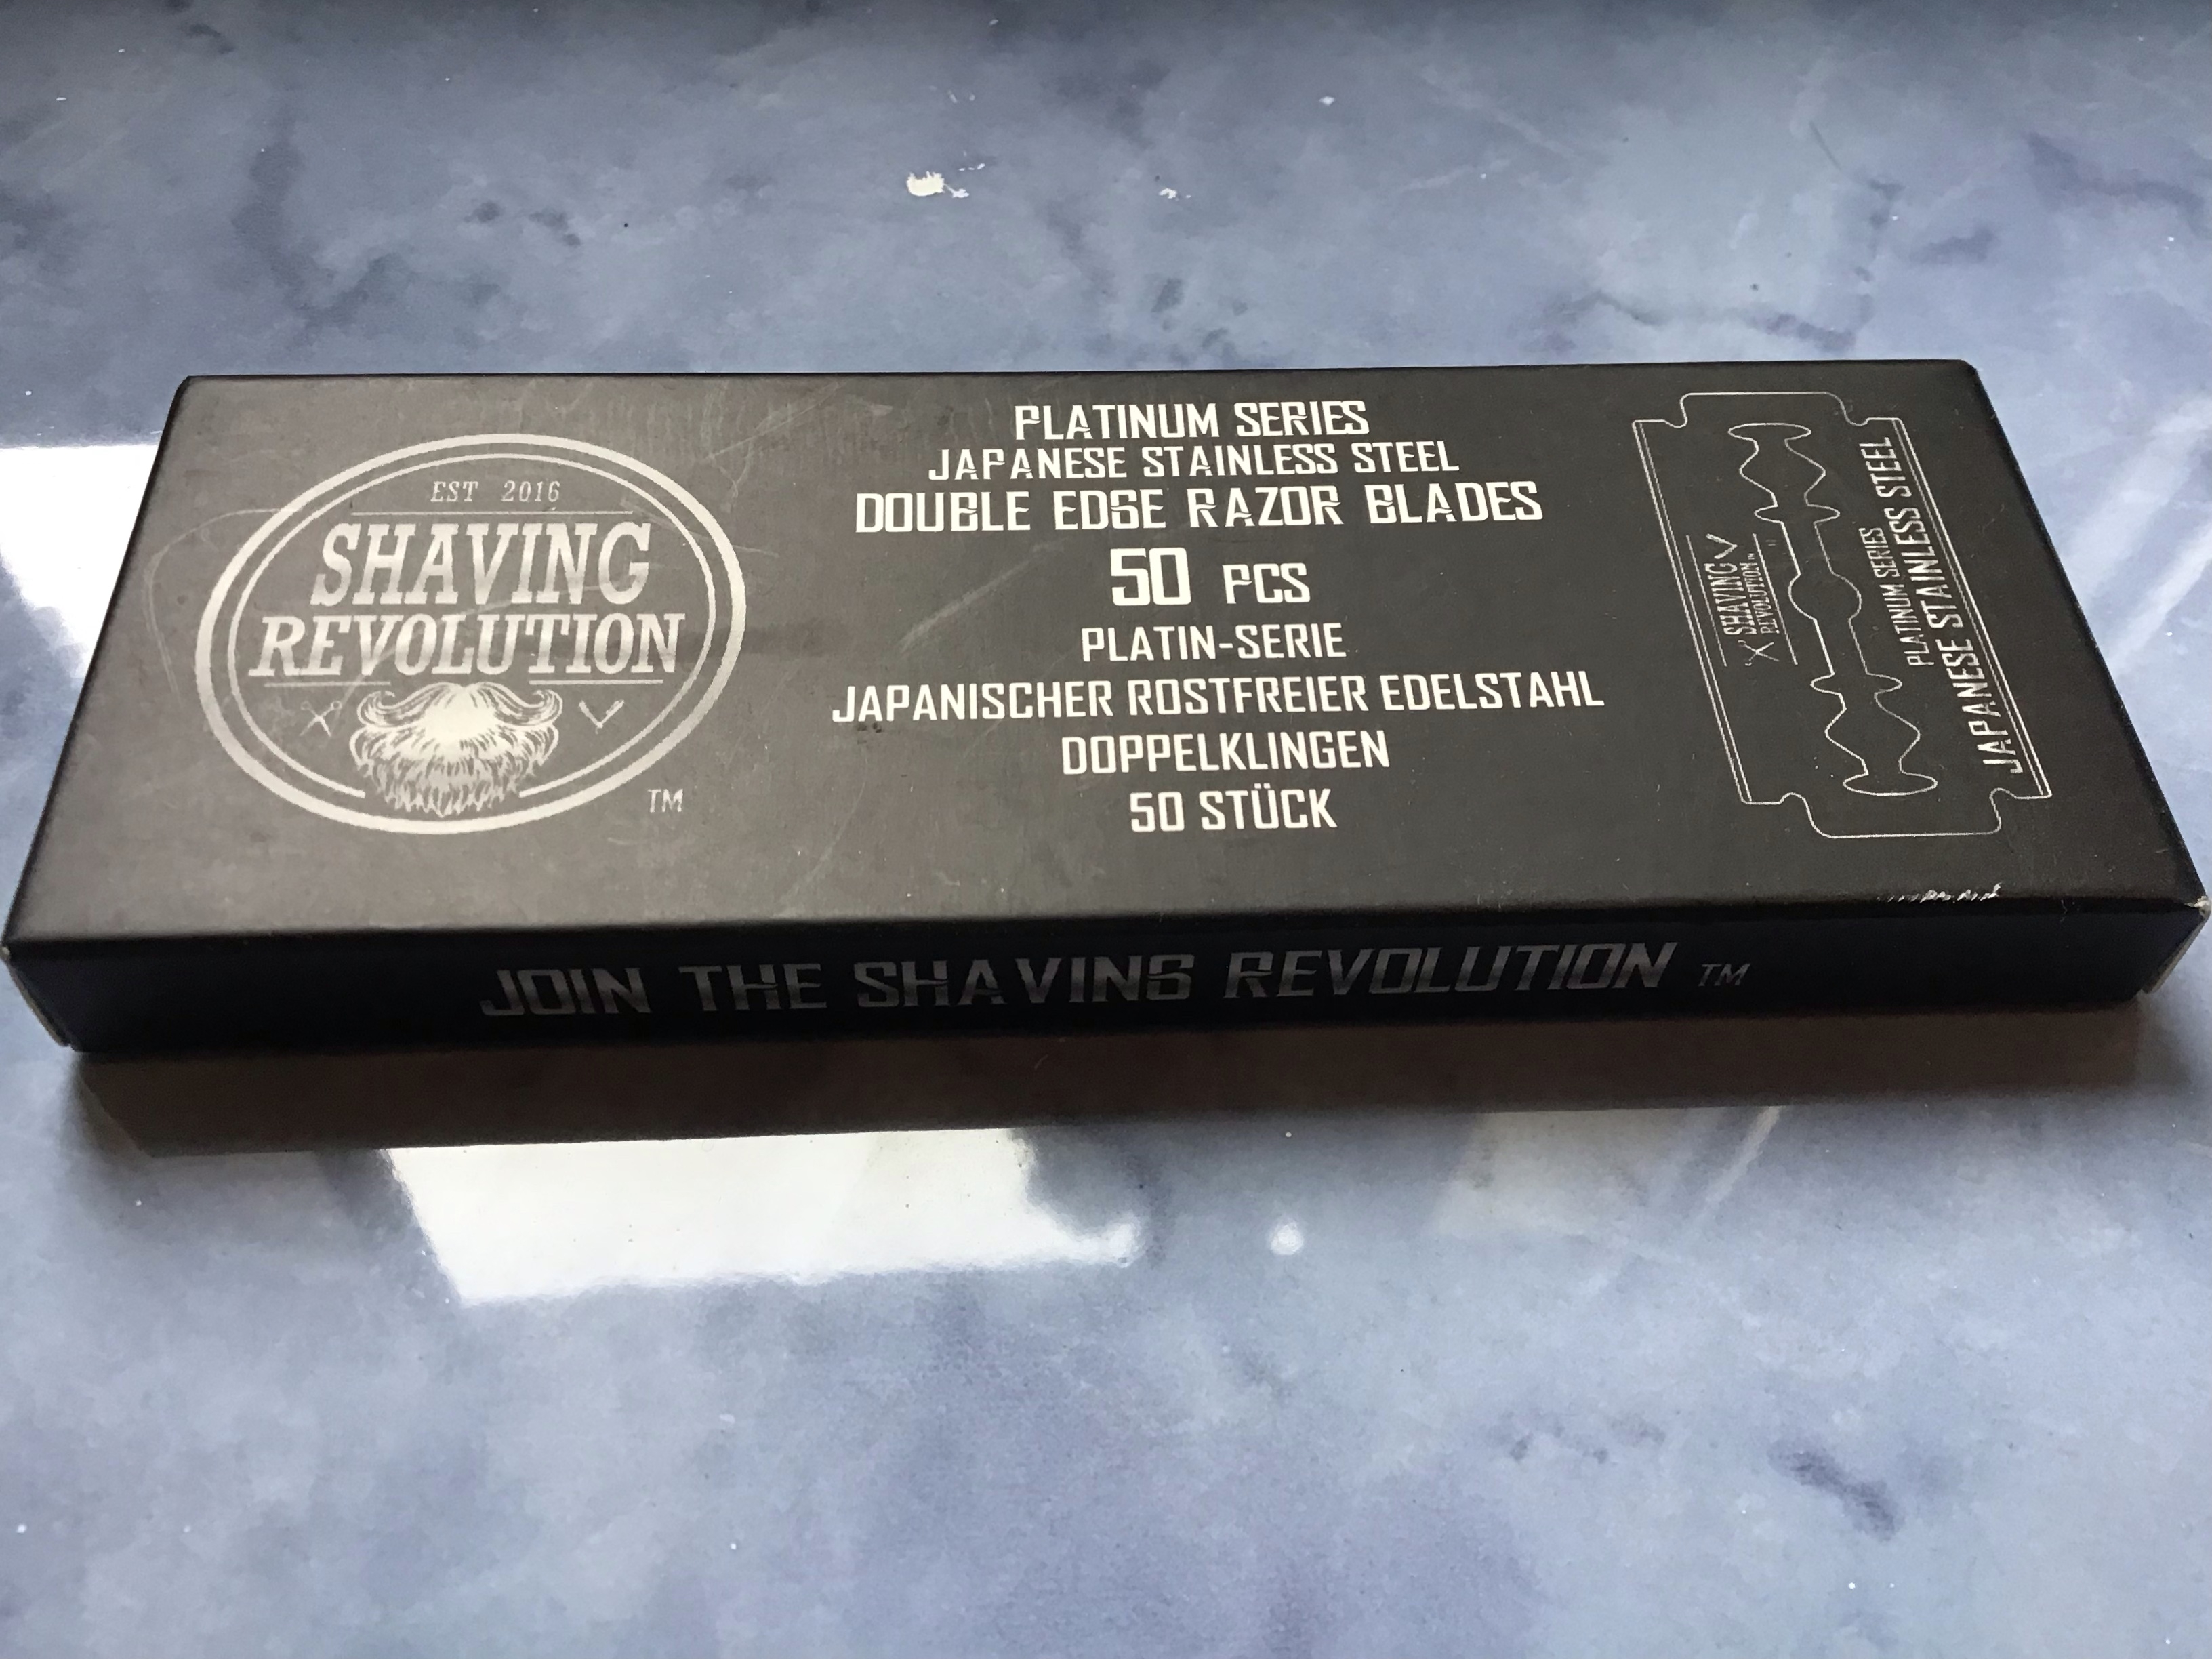 EST 2016
SHAVING
REVOLUTION
TM
PLATINUM SERIES
JAPANESE STAINLESS STEEL
DOUBLE EDGE RAZOR BLADES
50 PCS
PLATIN-SERIE
JAPANISCHER ROSTFREIER EDELSTAHL
DOPPELKLINGEN
50 STÜCK
SHAVING
REVOLUTION
PLATINUM SERIES
JAPANESE STAINLESS STEEL
JOIN THE SHAVING REVOLUTION TM